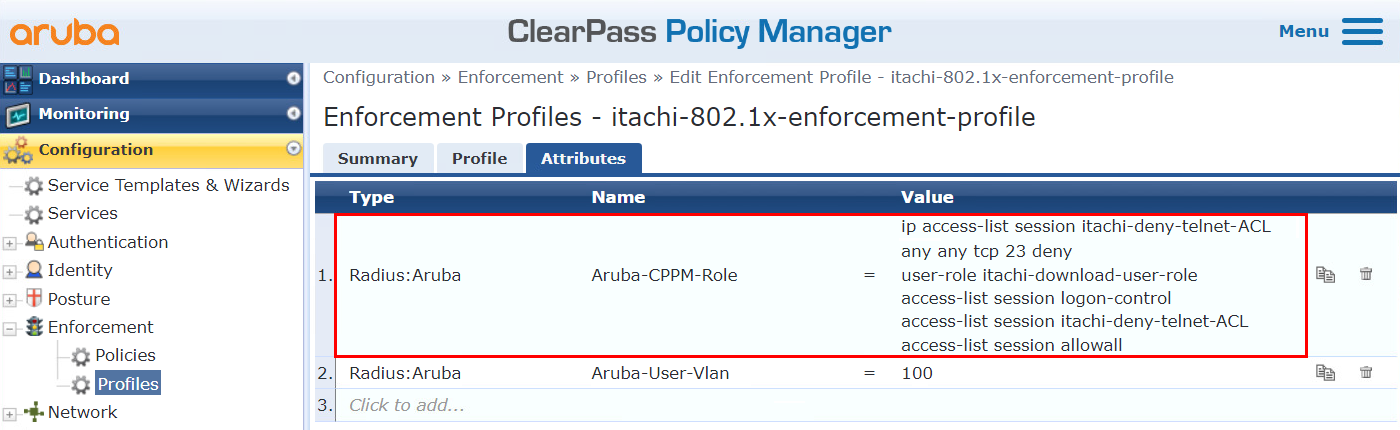 aruba
ClearPass Policy Manager
Menu
Dashboard
Monitoring
Configuration
Service Templates & Wizards
Services
Authentication
Identity
Posture
Enforcement
Policies
Profiles
Network
Configuration » Enforcement » Profiles » Edit Enforcement Profile - itachi-802.1x-enforcement-profile
Enforcement Profiles - itachi-802.1x-enforcement-profile
Summary Profile Attributes
Type Name Value
1. Radius:Aruba Aruba-CPPM-Role =
ip access-list session itachi-deny-telnet-ACL
any any tcp 23 deny
user-role itachi-download-user-role
access-list session logon-control
access-list session itachi-deny-telnet-ACL
access-list session allowall
2. Radius:Aruba Aruba-User-Vlan = 100
3. Click to add...